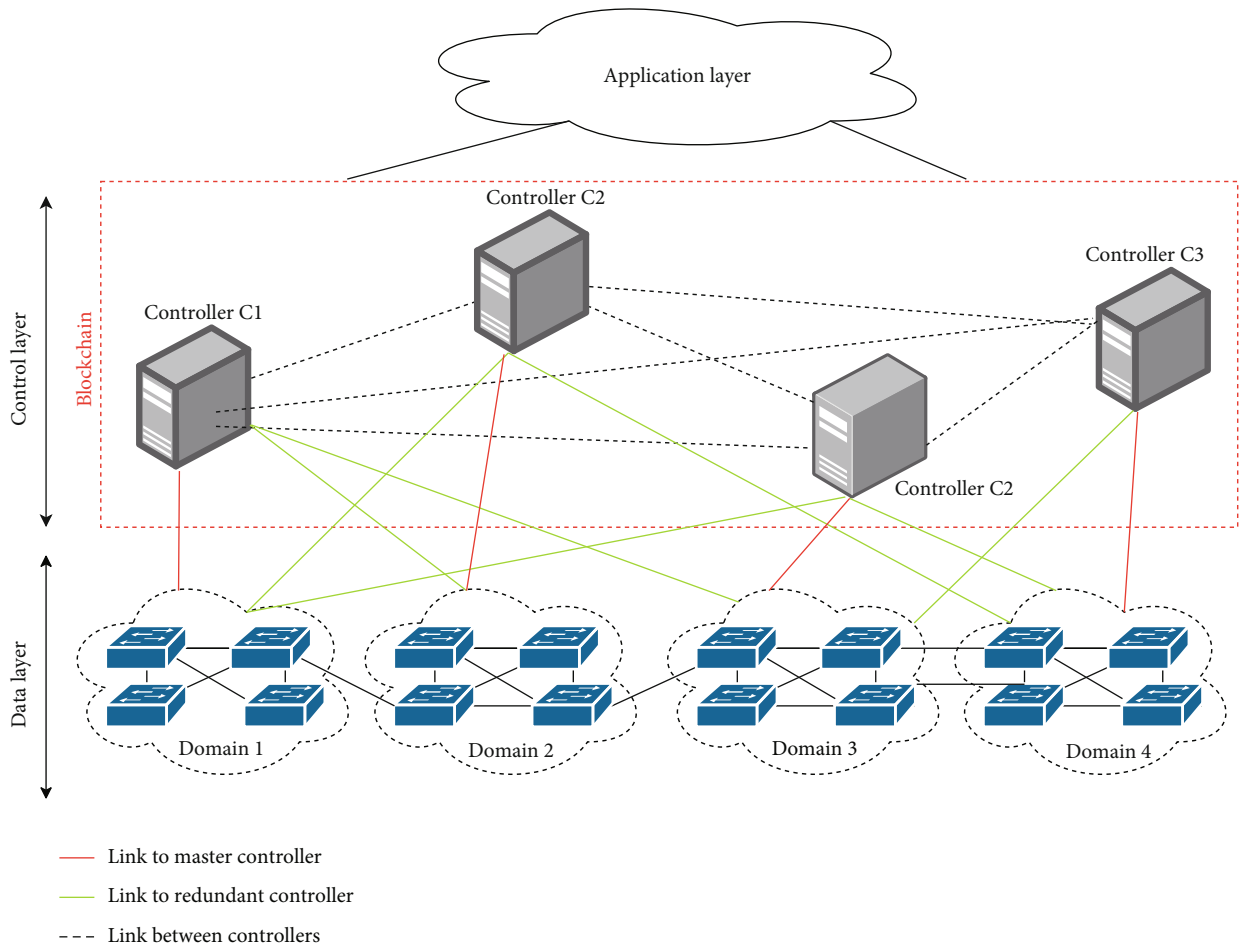 Application layer
Controller C2
Controller C3
Controller C1
Control layer
Blockchain
Controller C2
Data layer
Domain 1
Domain 2
Domain 3
Domain 4
Link to master controller
Link to redundant controller
Link between controllers